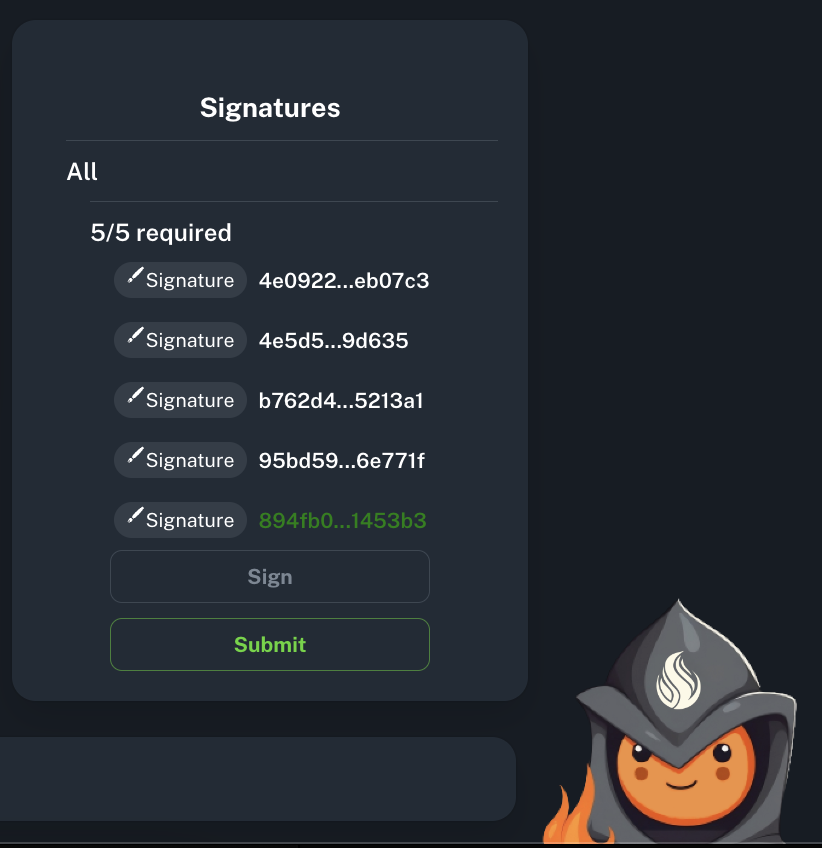 Signatures
All
5/5 required
Signature 4e0922...eb07c3
Signature 4e5d5...9d635
Signature b762d4...5213a1
Signature 95bd59...6e771f
Signature 894fb0...1453b3
Sign
Submit